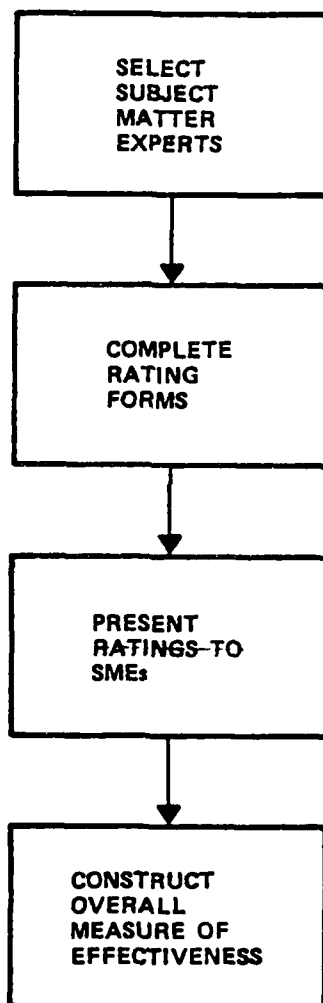 SELECT
SUBJECT
MATTER
EXPERTS
COMPLETE
RATING
FORMS
PRESENT
RATINGS TO
SMEs
CONSTRUCT
OVERALL
MEASURE OF
EFFECTIVENESS